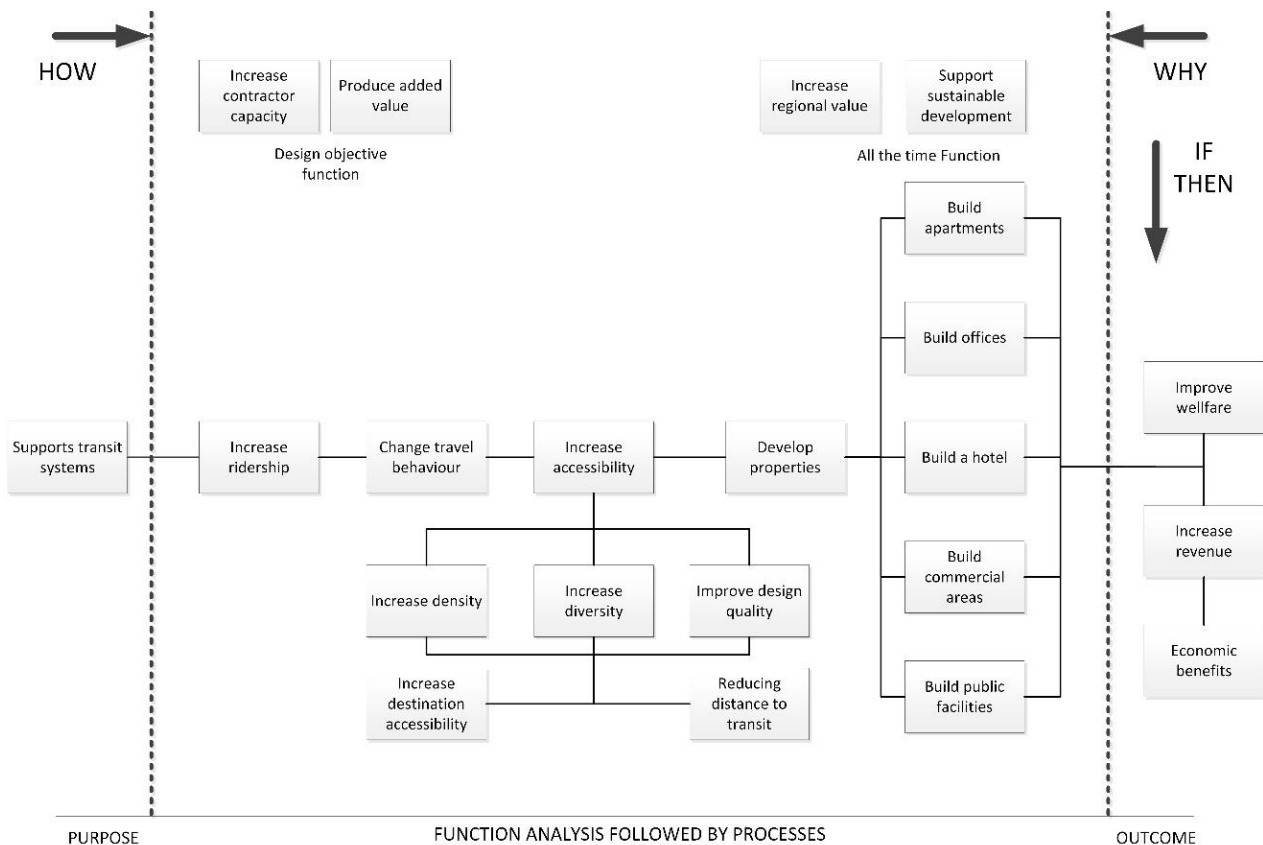 HOW
Increase
contractor
capacity
Produce added
value
Design objective
function
Increase
regional value
Support
sustainable
development
All the time Function
WHY
IF
THEN
Build
apartments
Build offices
Supports transit
systems
Increase
ridership
Change travel
behaviour
Increase
accessibility
Develop
properties
Build a hotel
Improve
wellfare
Increase
revenue
Economic
benefits
Increase density
Increase
diversity
Improve design
quality
Build
commercial
areas
Increase
destination
accessibility
Reducing
distance to
transit
Build public
facilities
PURPOSE
FUNCTION ANALYSIS FOLLOWED BY PROCESSES
OUTCOME